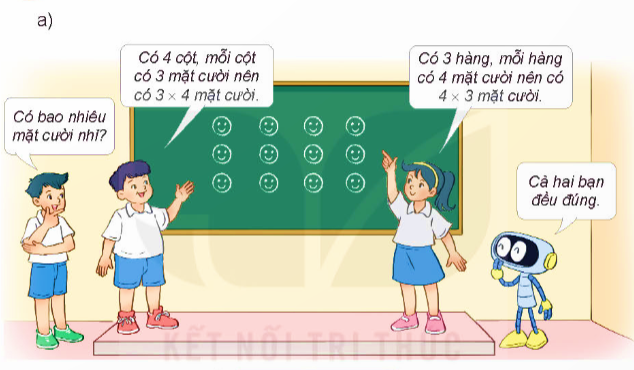 a)
Có 4 cột, mỗi cột
có 3 mặt cười nên
có 3 × 4 mặt cười.
Có 3 hàng, mỗi hàng
có 4 mặt cười nên có
4 × 3 mặt cười.
Có bao nhiêu
mặt cười nhỉ?
Cả hai bạn
đều đúng.
KẾT NỐI TRI THỨC